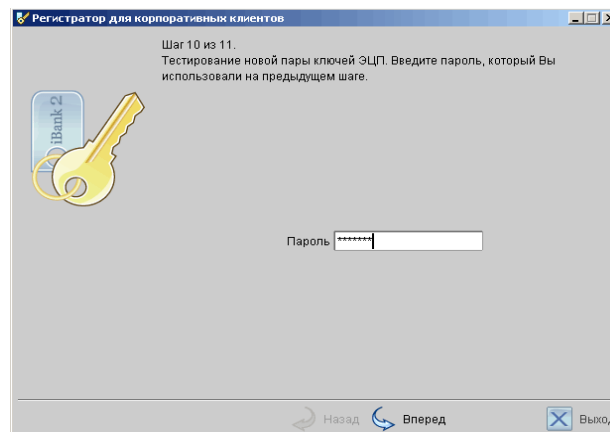 Регистратор для корпоративных клиентов
Шаг 10 из 11.
Тестирование новой пары ключей ЭЦП. Введите пароль, который Вы
использовали на предыдущем шаге.
iBank 2
Пароль *******
Назад Вперед Выход